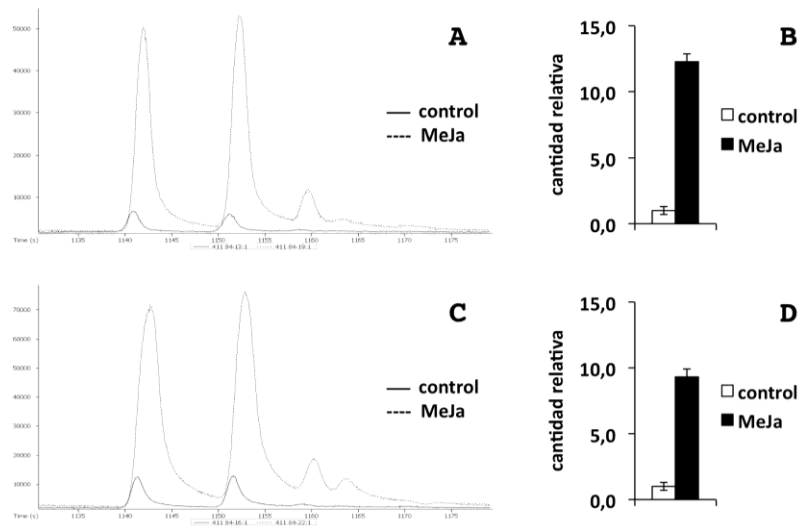 50000
40000
30000
20000
10000
Time (s)
1135
1140
1145
1150
1155
1160
1165
1170
1175
A
control
MeJa
B
cantidad relativa
15,0
10,0
5,0
0,0
control
MeJa
70000
60000
50000
40000
30000
20000
10000
Time (s)
1135
1140
1145
1150
1155
1160
1165
1170
1175
C
control
MeJa
D
cantidad relativa
15,0
10,0
5,0
0,0
control
MeJa